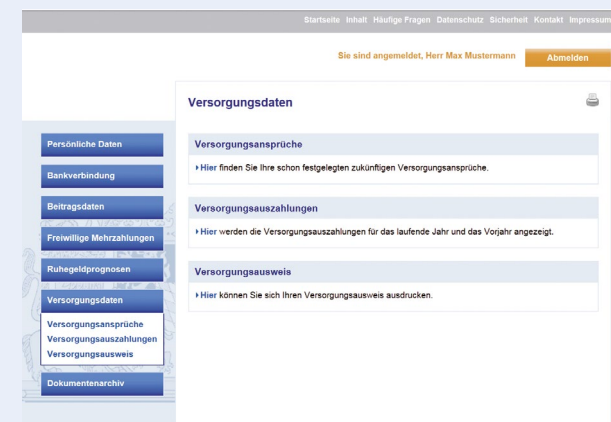 Startseite Inhalt Häufige Fragen Datenschutz Sicherheit Kontakt Impressum
Sie sind angemeldet, Herr Max Mustermann Abmelden
Versorgungsdaten
Persönliche Daten
Bankverbindung
Beitragsdaten
Freiwillige Mehrzahlungen
Ruhegeldprognosen
Versorgungsdaten
Versorgungsansprüche
Versorgungsauszahlungen
Versorgungsausweis
Dokumentenarchiv
Versorgungsansprüche
Hier finden Sie Ihre schon festgelegten zukünftigen Versorgungsansprüche.
Versorgungsauszahlungen
Hier werden die Versorgungsauszahlungen für das laufende Jahr und das Vorjahr angezeigt.
Versorgungsausweis
Hier können Sie sich Ihren Versorgungsausweis ausdrucken.